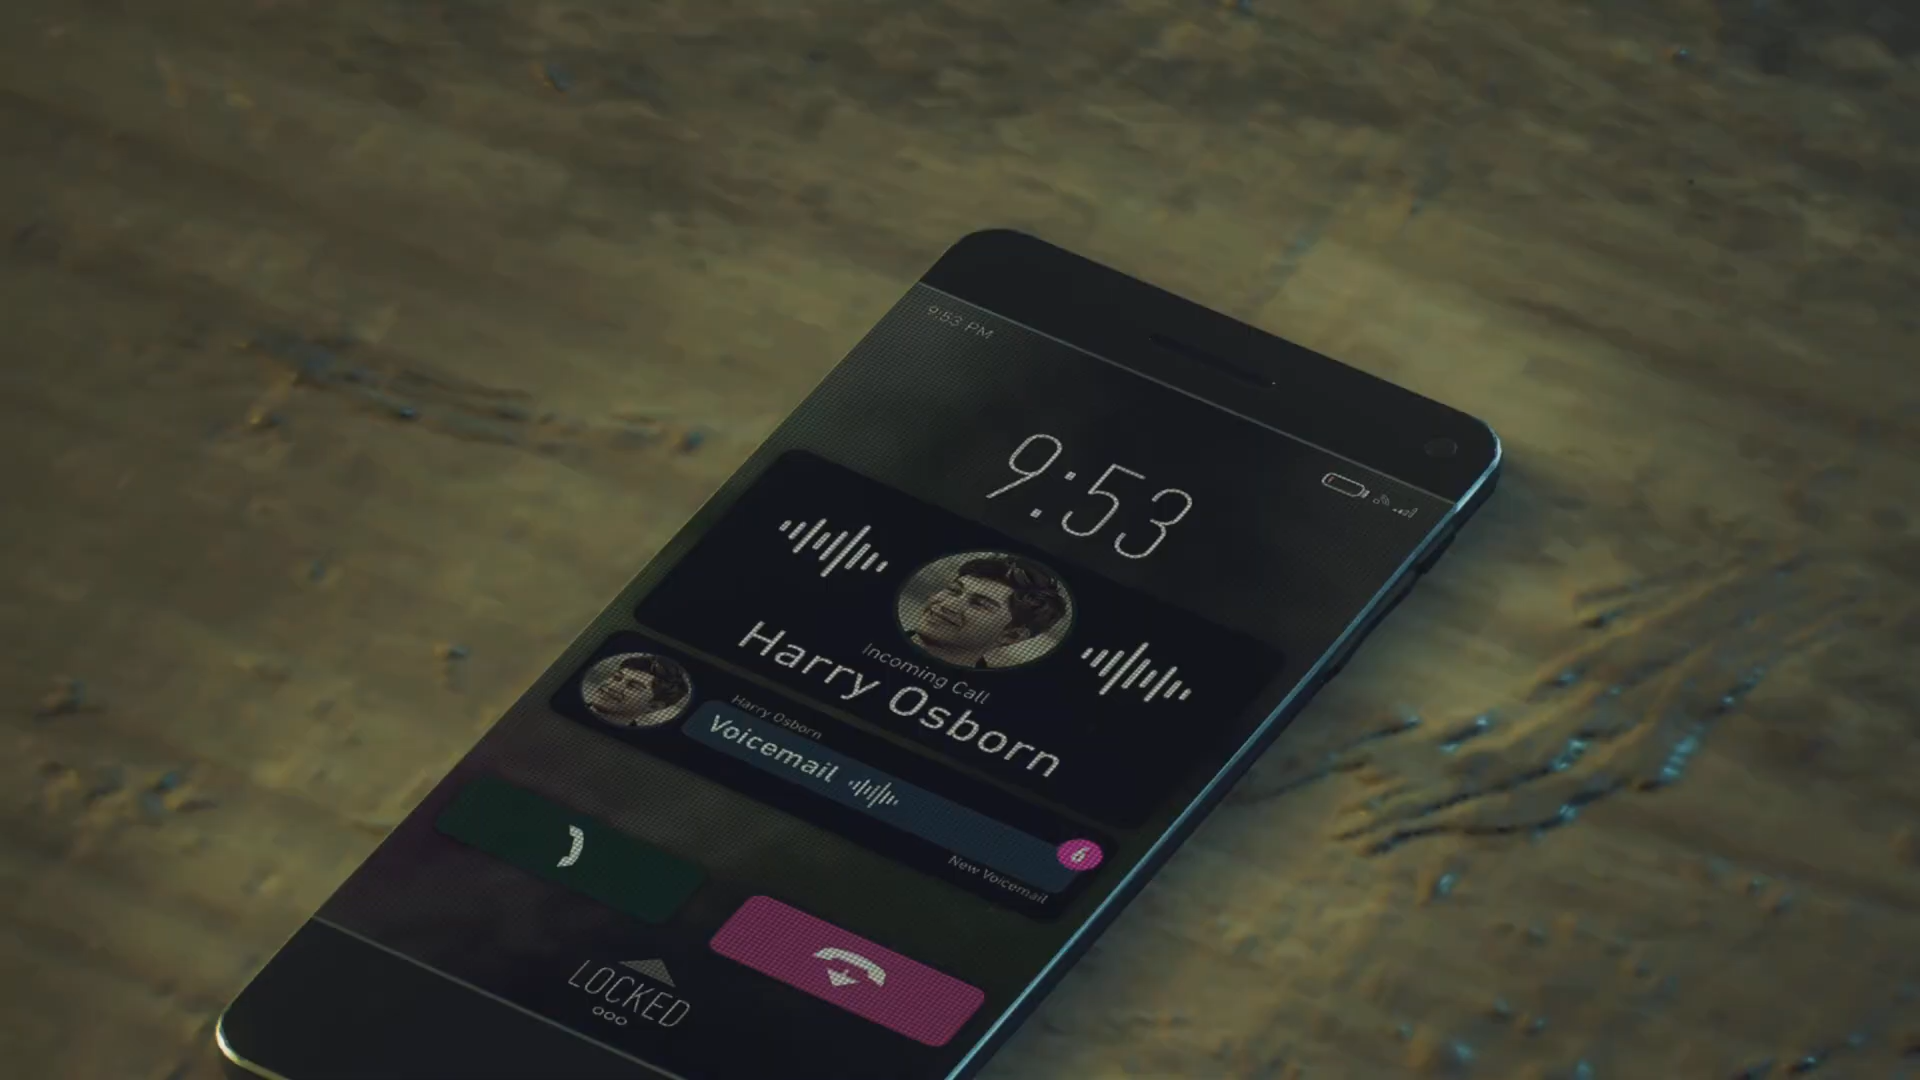 9:53 PM
9:53
Incoming Call
Harry Osborn
Harry Osborn
Voicemail
6
New Voicemail
LOCKED